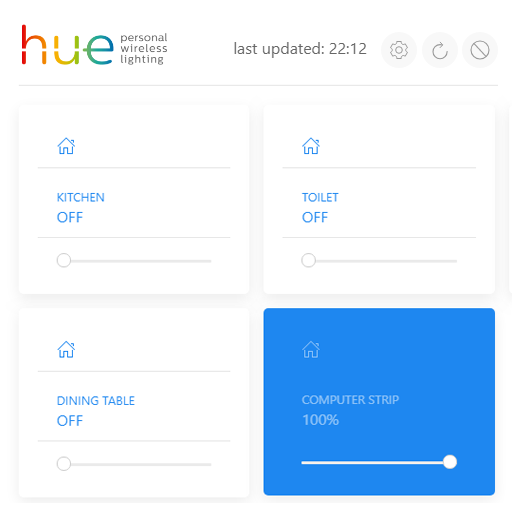 hue
personal
wireless
lighting
last updated: 22:12
KITCHEN
OFF
TOILET
OFF
DINING TABLE
OFF
COMPUTER STRIP
100%